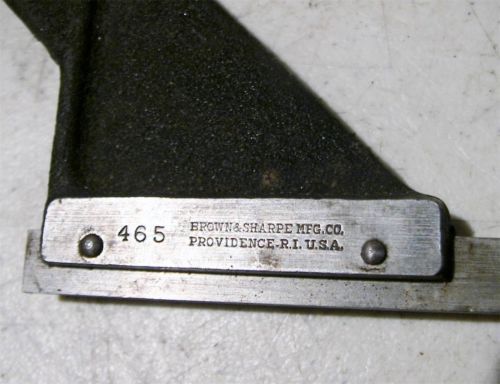 465 BROWN & SHARPE MFG. CO.
PROVIDENCE-R.I. U.S.A.